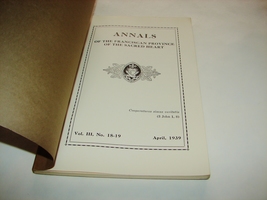 ANNALS
OF THE FRANCISCAN PROVINCE
OF THE SACRED HEART
Vol. III. No. 18-19
April, 1939